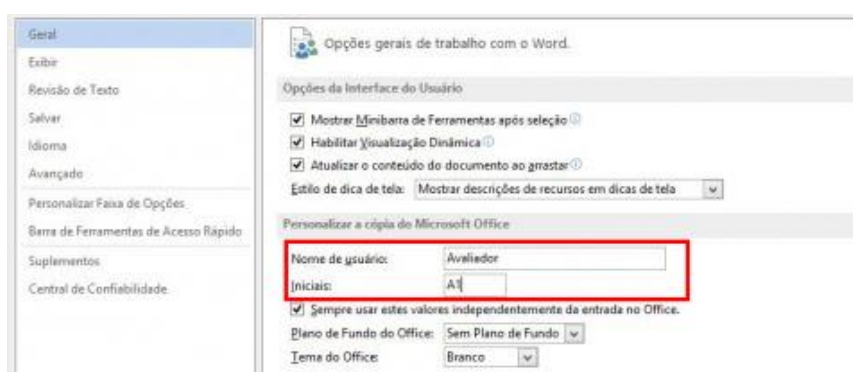 Geral
Exibir
Revisão de Texto
Salvar
Idioma
Avançado
Personalizar Faixa de Opções
Barra de Ferramentas de Acesso Rápido
Suplementos
Central de Confiabilidade
Opções gerais de trabalho com o Word.
Opções da Interface do Usuário
Mostrar Minibarra de Ferramentas após seleção
Habilitar Visualização Dinâmica
Atualizar o conteúdo do documento ao arrastar
Estilo de dica de tela: Mostrar descrições de recursos em dicas de tela
Personalizar a cópia do Microsoft Office
Nome de usuário: Avaliador
Iniciais: A1
Sempre usar estes valores independentemente da entrada no Office.
Plano de Fundo do Office: Sem Plano de Fundo
Tema do Office: Branco